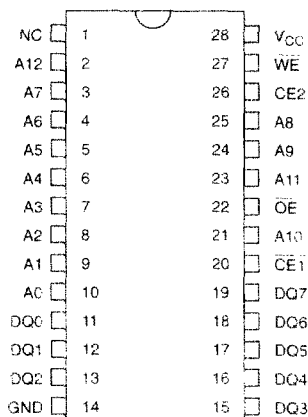 NC 1 28 VCC
A12 2 27 WE
A7 3 26 CE2
A6 4 25 A8
A5 5 24 A9
A4 6 23 A11
A3 7 22 OE
A2 8 21 A10
A1 9 20 CE1
A0 10 19 DQ7
DQ0 11 18 DQ6
DQ1 12 17 DQ5
DQ2 13 16 DQ4
GND 14 15 DQ3